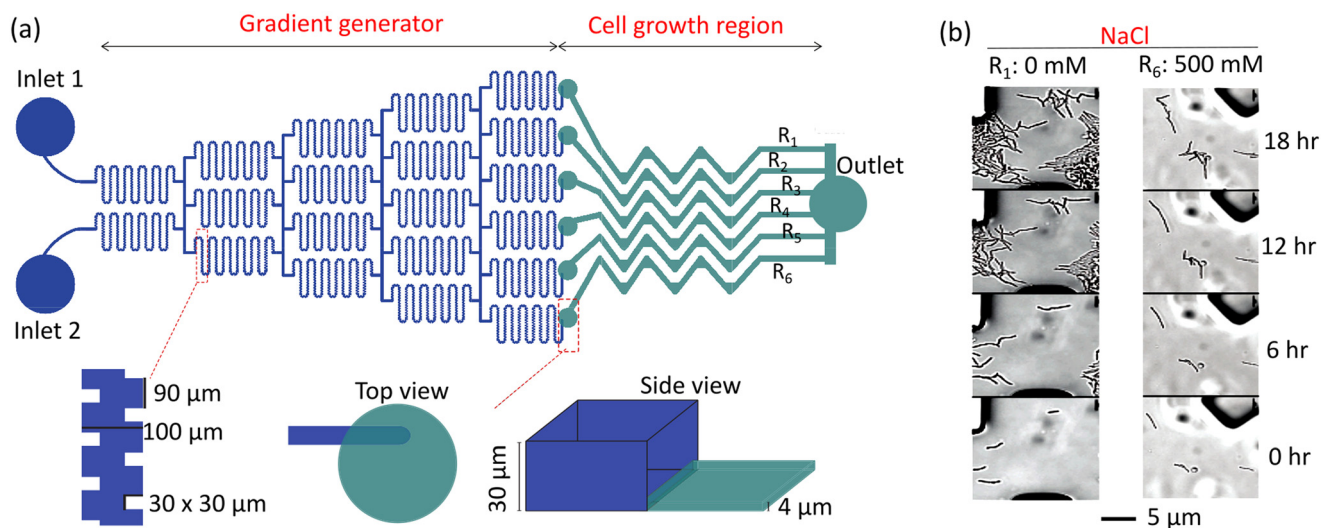 (a)
Gradient generator
Cell growth region
Inlet 1
Inlet 2
R₁
R₂
R₃
R₄
R₅
R₆
Outlet
90 μm
100 μm
30 x 30 μm
Top view
Side view
30 μm
4 μm
(b)
NaCl
R₁: 0 mM
R₆: 500 mM
18 hr
12 hr
6 hr
0 hr
5 μm